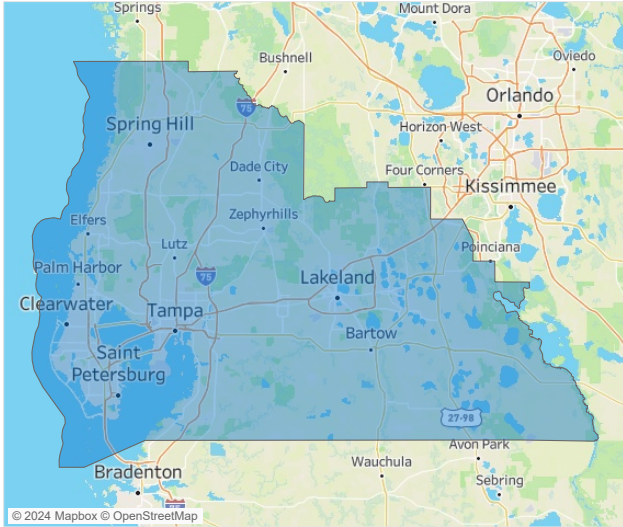 Springs
Mount Dora
Bushnell
Oviedo
75
Orlando
Spring Hill
Horizon West
Dade City
Four Corners
Kissimmee
Elfers
Zephyrhills
Lutz
Poinciana
75
Palm Harbor
Lakeland
Clearwater
Tampa
Bartow
Saint
Petersburg
27-98
Avon Park
Bradenton
Wauchula
Sebring
© 2024 Mapbox © OpenStreetMap